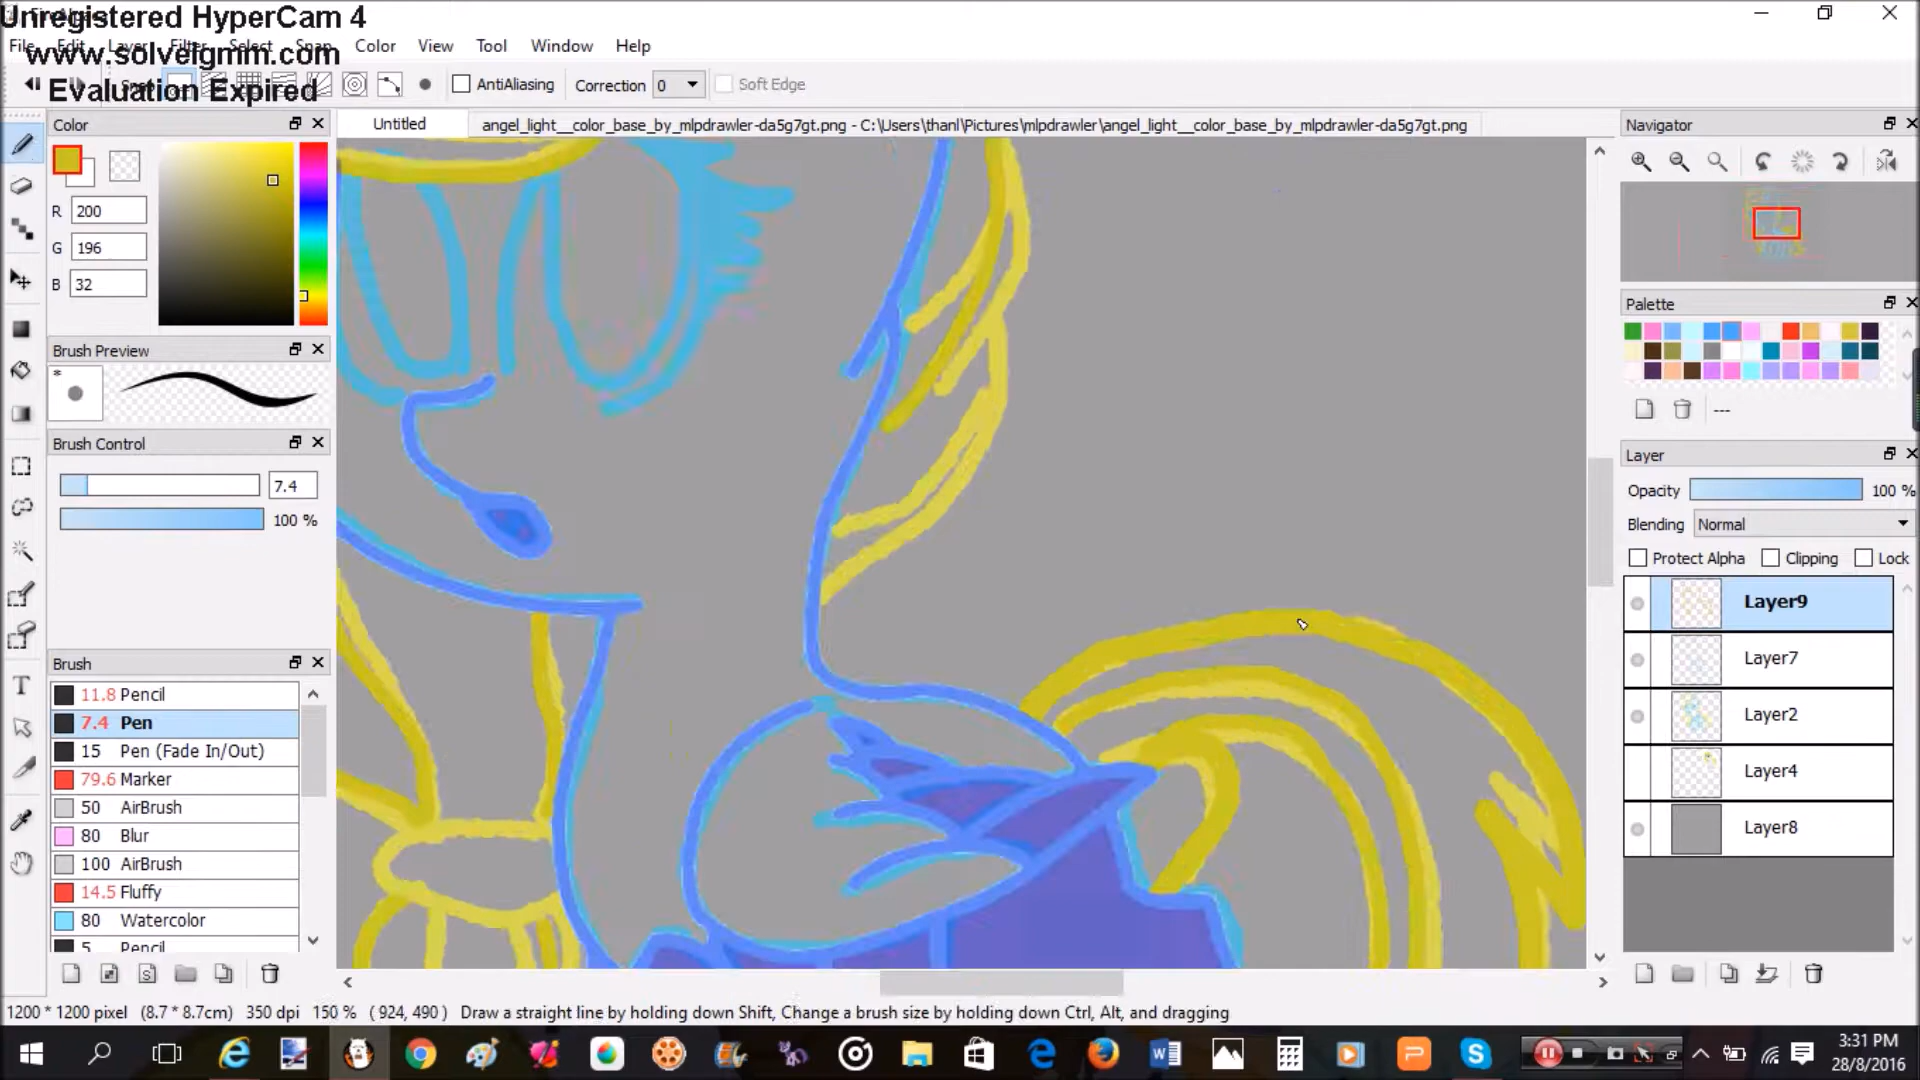 Unregistered HyperCam 4
www.solveigmm.com
Evaluation Expired
File Edit Layer Filter Select Snap Color View Tool Window Help
Snap AntiAliasing Correction 0 Soft Edge
Color
R 200
G 196
B 32
Brush Preview
*
Brush Control
7.4
100 %
Brush
11.8 Pencil
7.4 Pen
15 Pen (Fade In/Out)
79.6 Marker
50 AirBrush
80 Blur
100 AirBrush
14.5 Fluffy
80 Watercolor
5 Pencil
Untitled
angel_light__color_base_by_mlpdrawler-da5g7gt.png - C:\Users\thanl\Pictures\mlpdrawler\angel_light__color_base_by_mlpdrawler-da5g7gt.png
Navigator
Palette
---
Layer
Opacity 100 %
Blending Normal
Protect Alpha Clipping Lock
Layer9
Layer7
Layer2
Layer4
Layer8
1200 * 1200 pixel (8.7 * 8.7cm) 350 dpi 150 % ( 924, 490 ) Draw a straight line by holding down Shift, Change a brush size by holding down Ctrl, Alt, and dragging
3:31 PM
28/8/2016